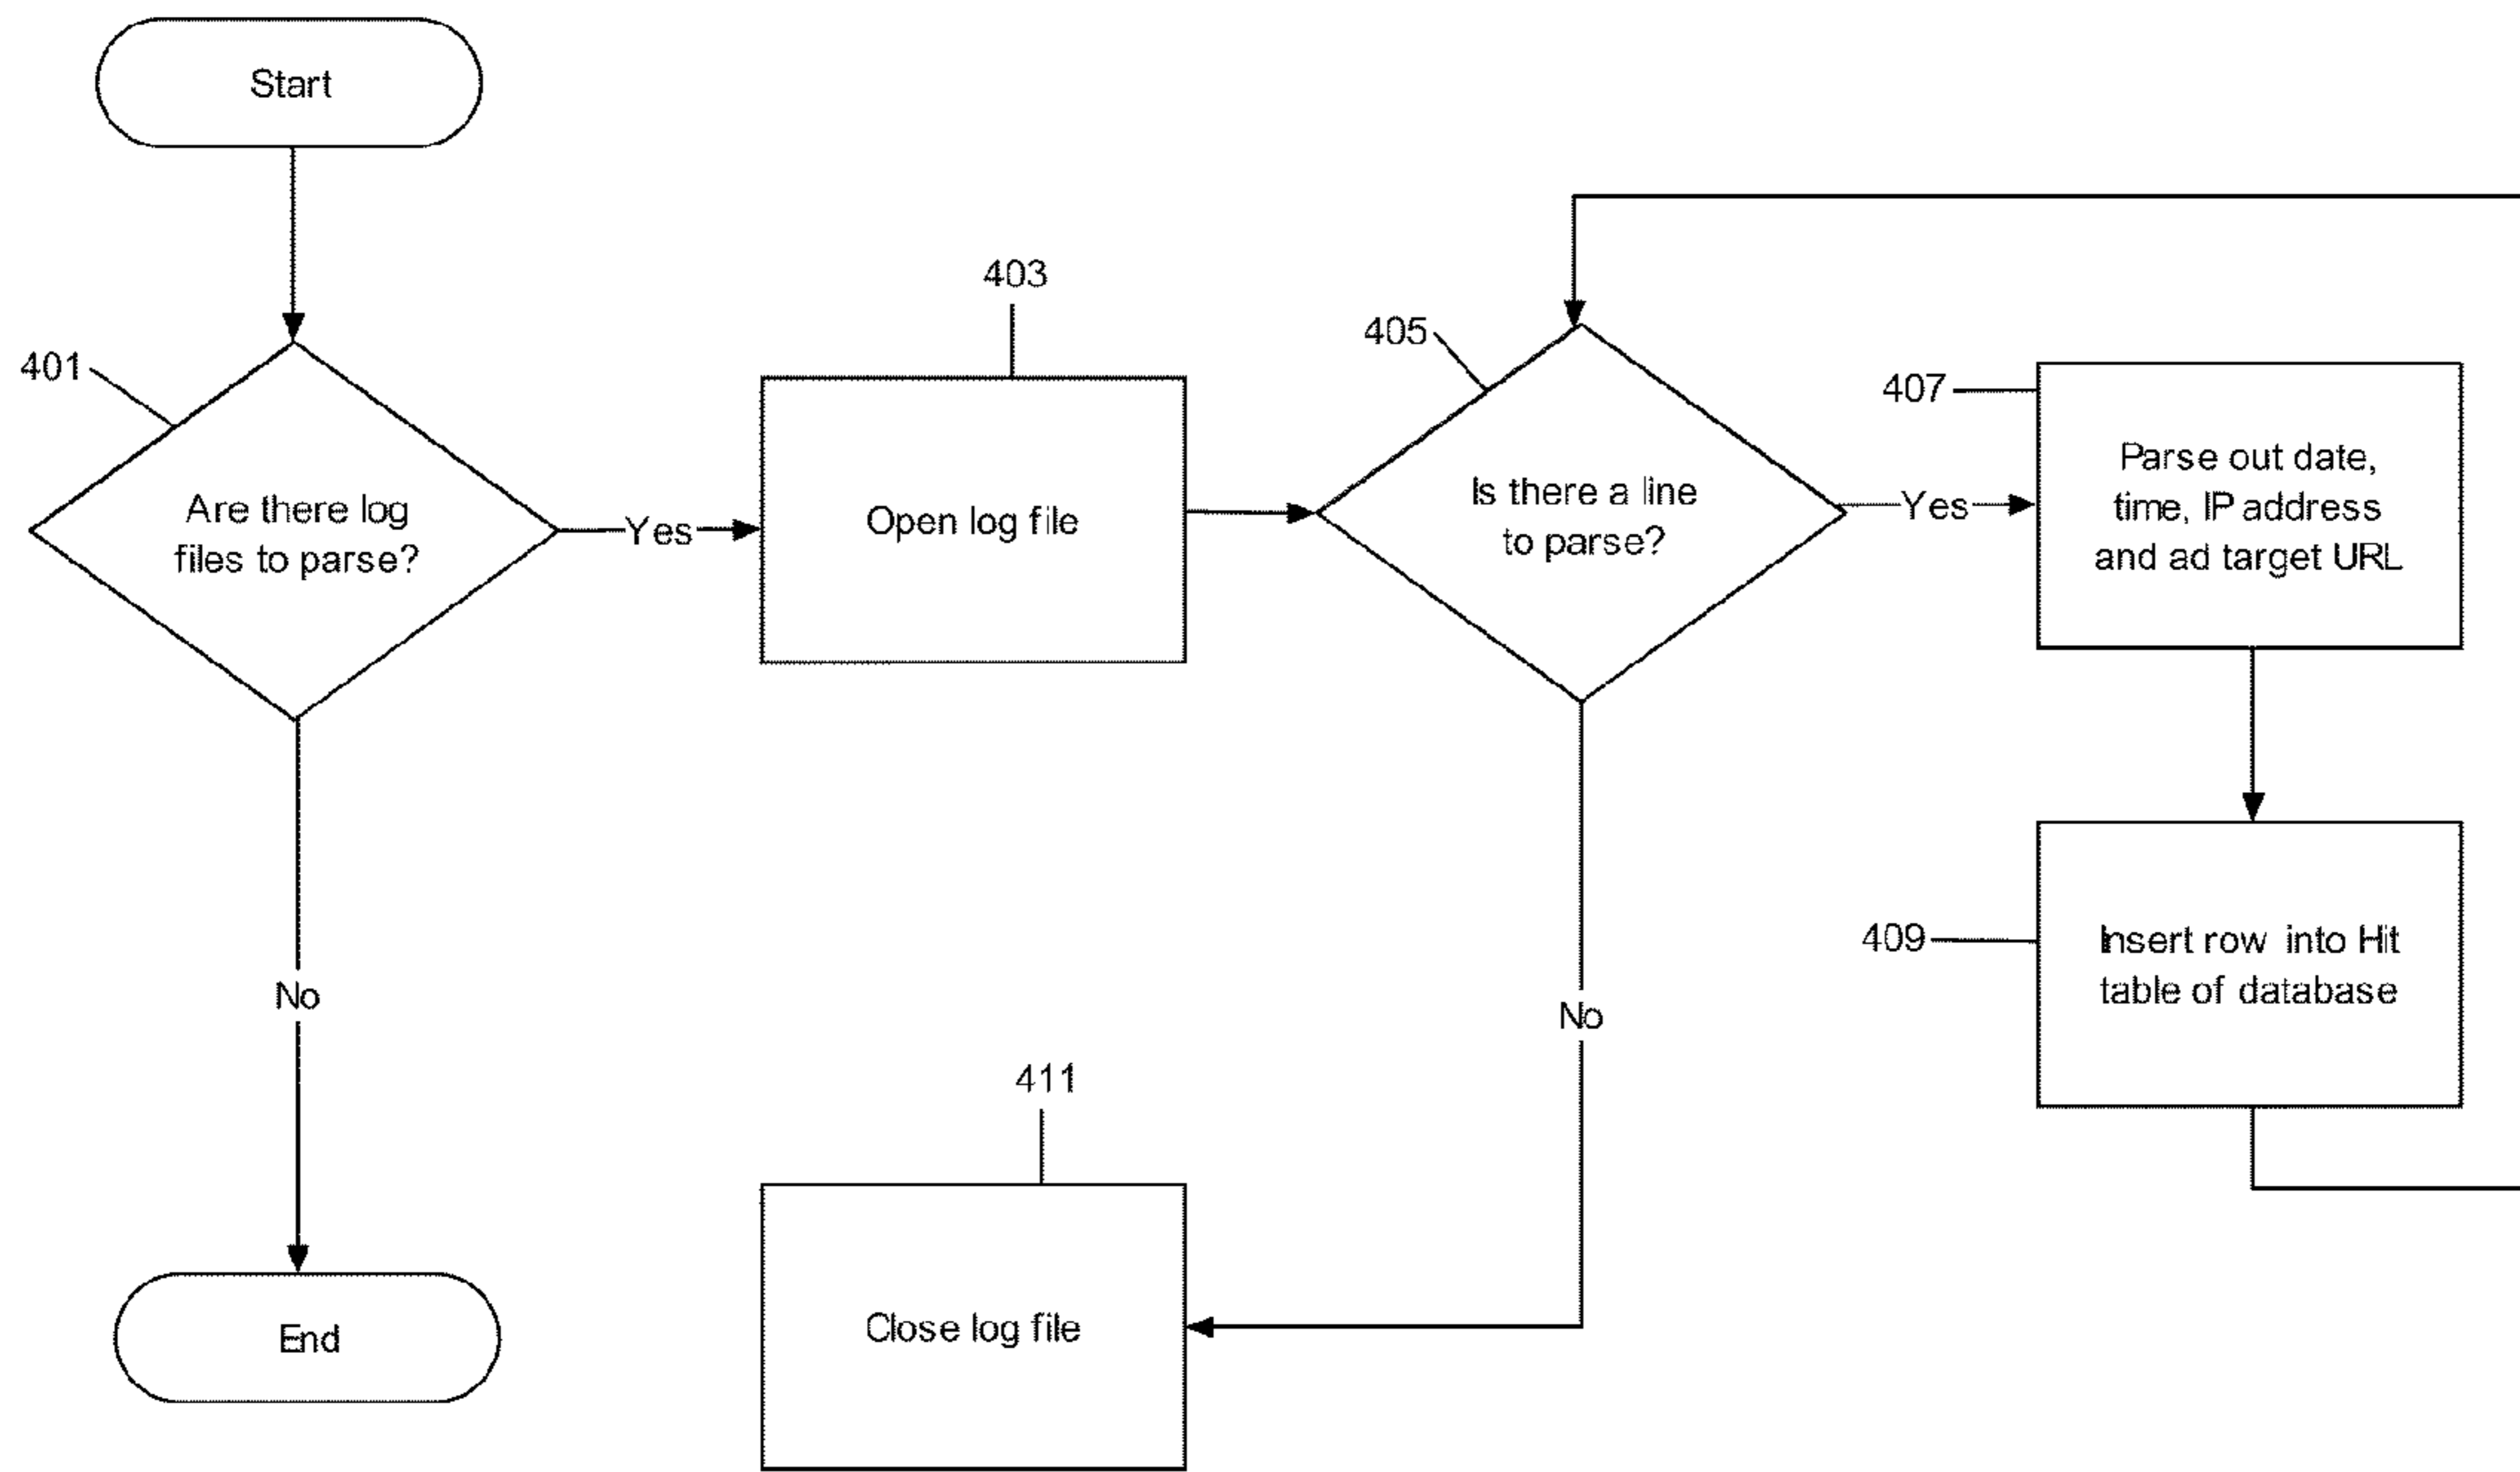 Start
401
Are there log
files to parse?
Yes
403
Open log file
405
Is there a line
to parse?
Yes
407
Parse out date,
time, IP address
and ad target URL
409
Insert row into Hit
table of database
No
411
Close log file
No
End